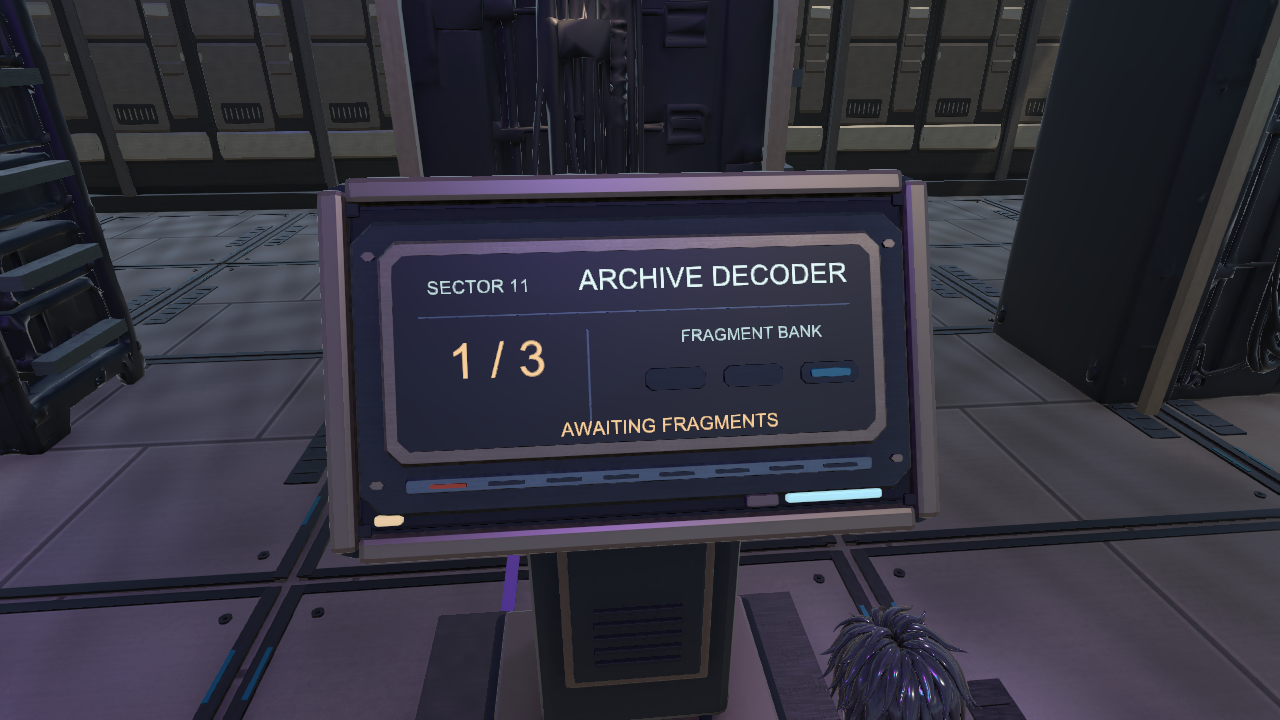 SECTOR 11
ARCHIVE DECODER
1 / 3
FRAGMENT BANK
AWAITING FRAGMENTS